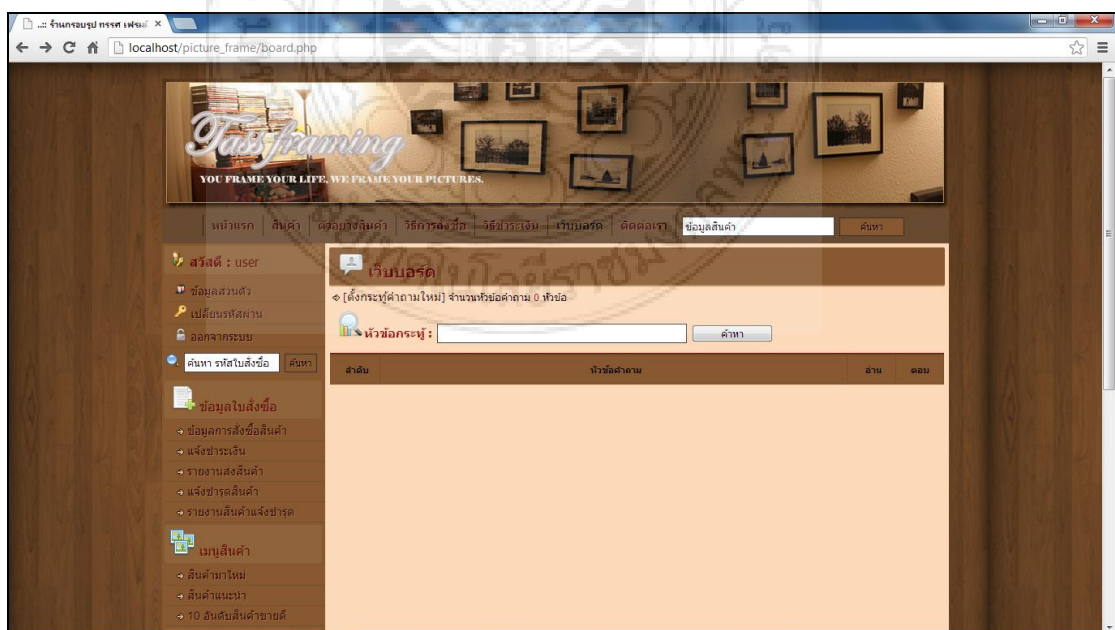 ..:: ร้านกรอบรูป ทรรศ เฟรม
localhost/picture_frame/board.php
Tass framing
YOU FRAME YOUR LIFE, WE FRAME YOUR PICTURES.
หน้าแรก สินค้า ตัวอย่างสินค้า วิธีการสั่งซื้อ วิธีชำระเงิน เว็บบอร์ด ติดต่อเรา ข้อมูลสินค้า ค้นหา
สวัสดี : user
ข้อมูลส่วนตัว
เปลี่ยนรหัสผ่าน
ออกจากระบบ
ค้นหา รหัสใบสั่งซื้อ ค้นหา
ข้อมูลใบสั่งซื้อ
ข้อมูลการสั่งซื้อสินค้า
แจ้งชำระเงิน
รายงานส่งสินค้า
แจ้งชำรุดสินค้า
รายงานสินค้าแจ้งชำรุด
เมนูสินค้า
สินค้ามาใหม่
สินค้าแนะนำ
10 อันดับสินค้าขายดี
เว็บบอร์ด
[ตั้งกระทู้คำถามใหม่] จำนวนหัวข้อคำถาม 0 หัวข้อ
หัวข้อกระทู้ : ค้าหา
ลำดับ หัวข้อคำถาม อ่าน ตอบ